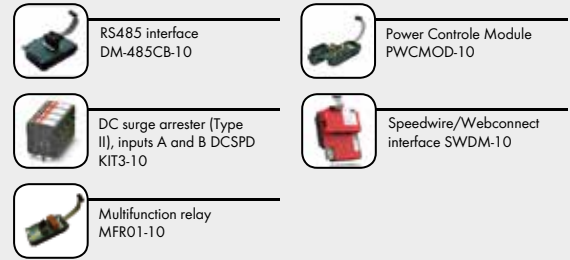 RS485 interface
DM-485CB-10
Power Controle Module
PWCMOD-10
DC surge arrester (Type
II), inputs A and B DCSPD
KIT3-10
Speedwire/Webconnect
interface SWDM-10
Multifunction relay
MFR01-10